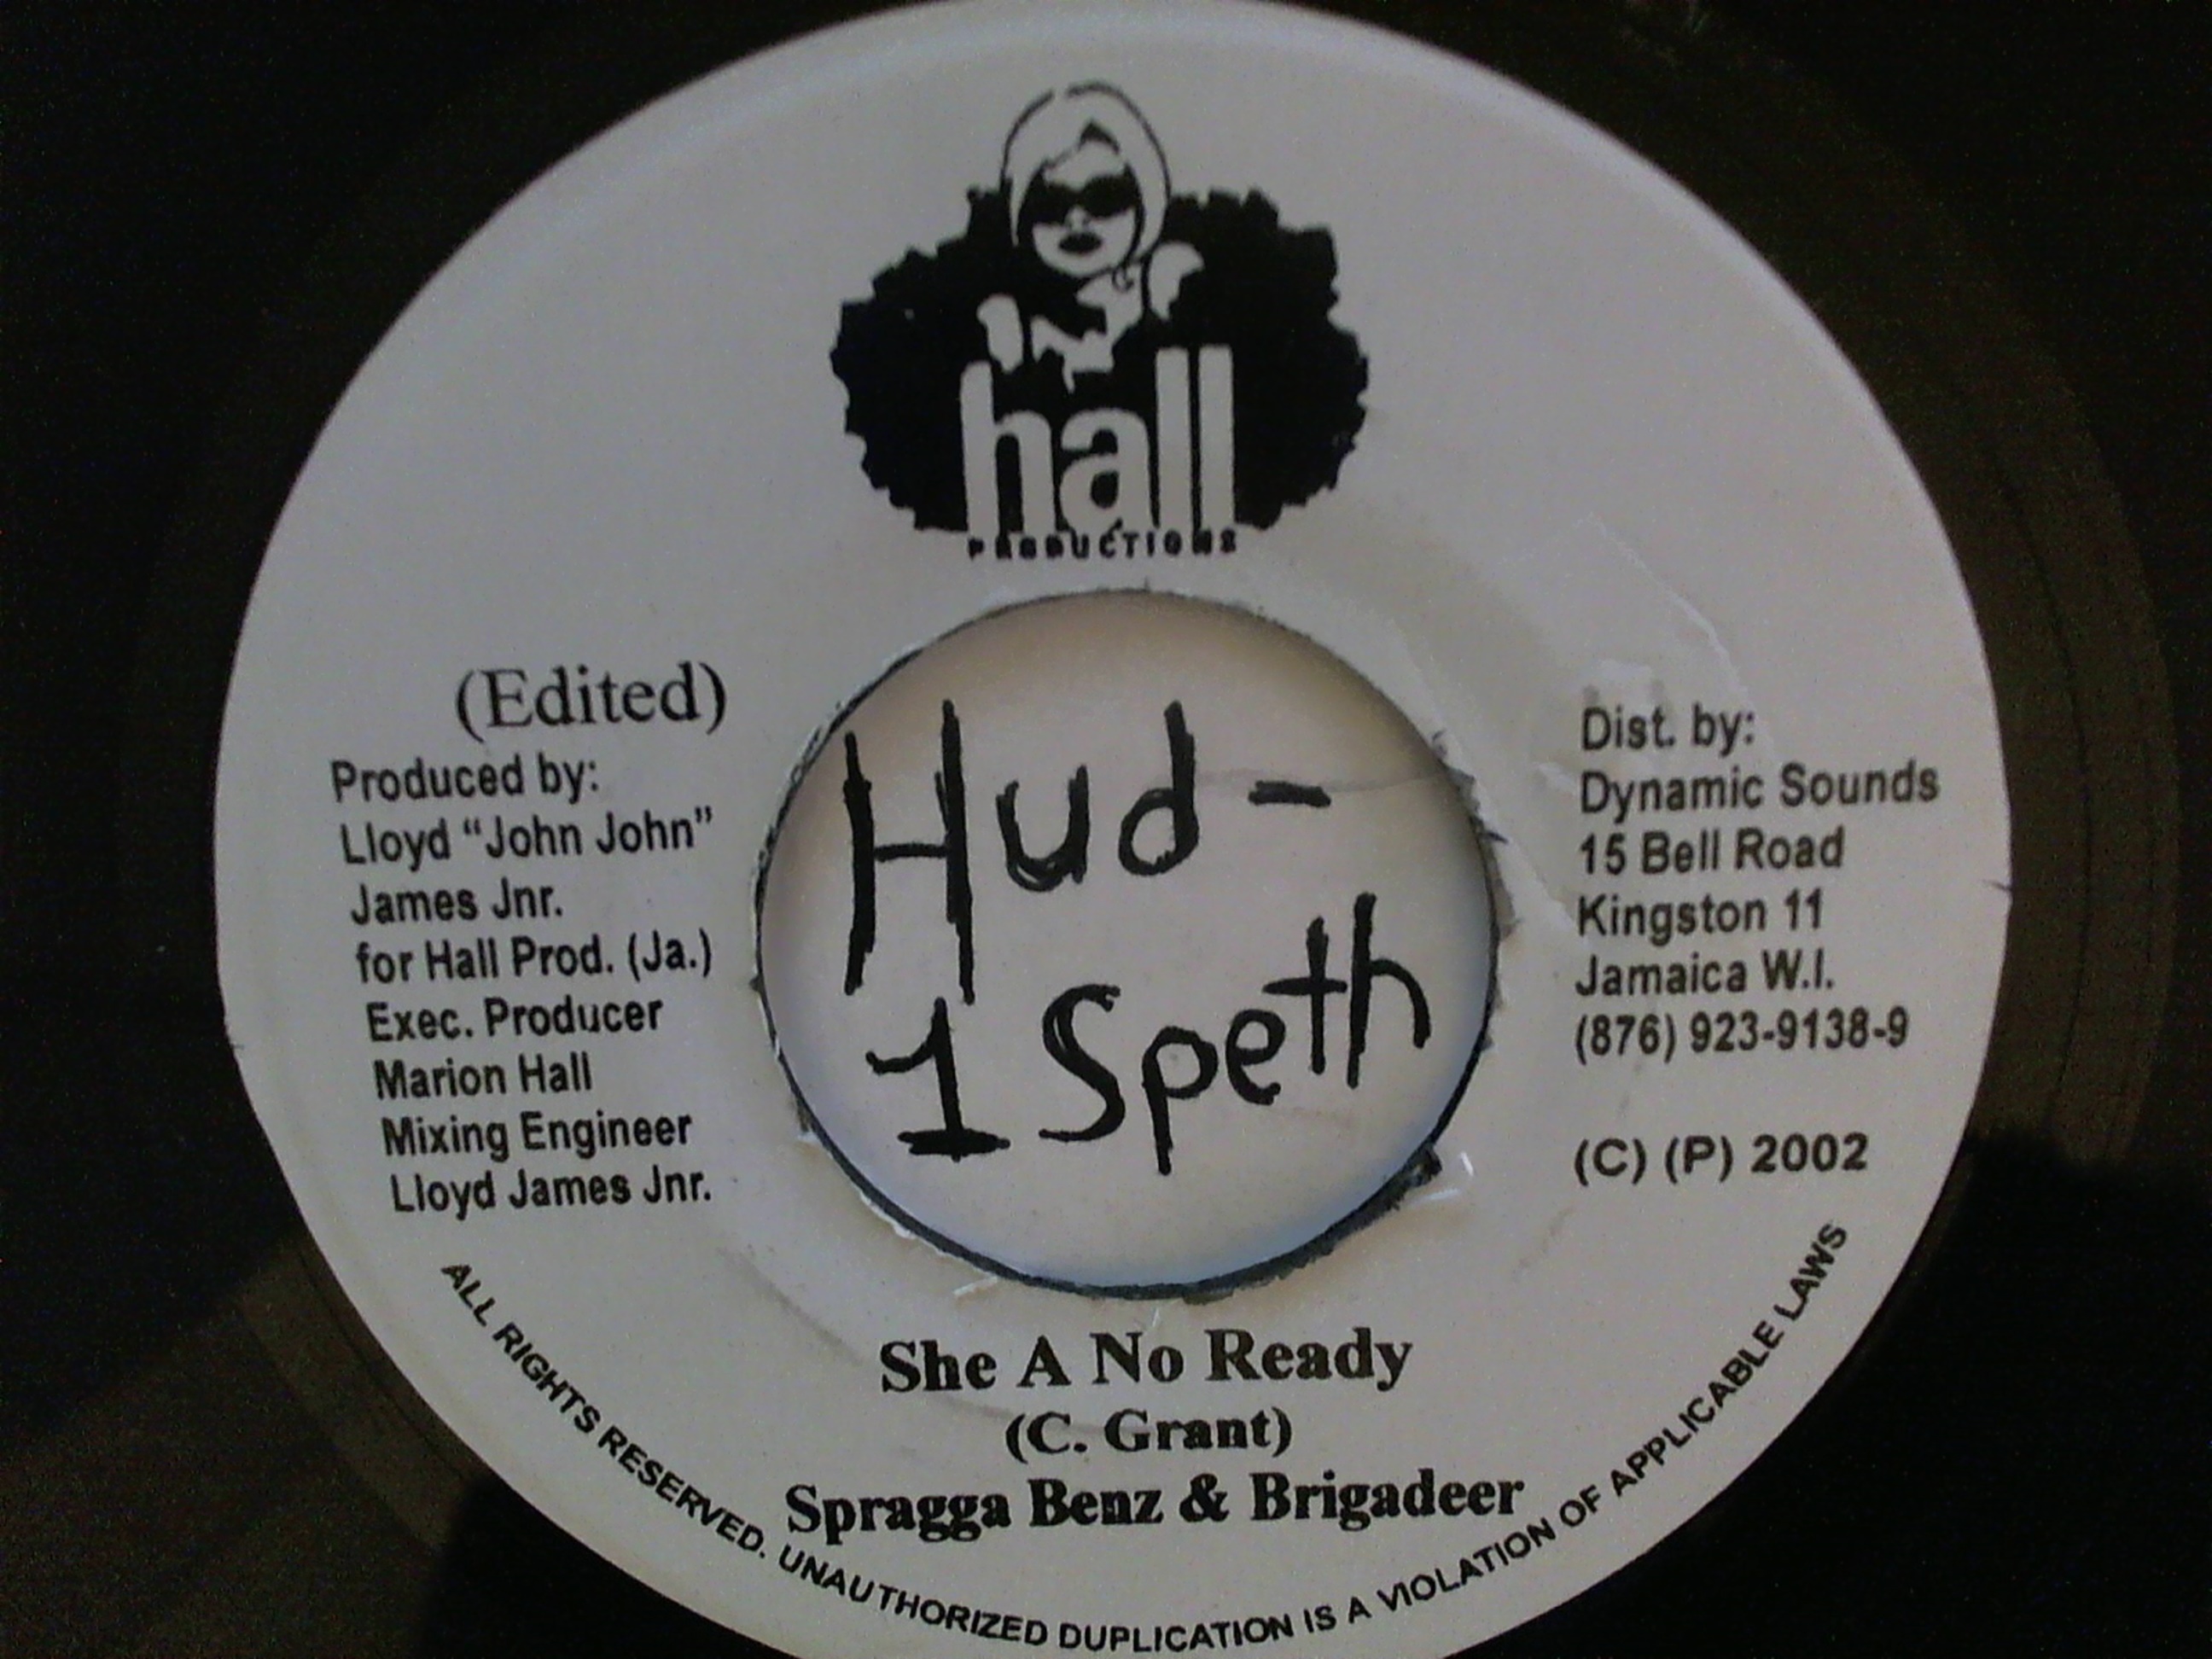 hall
PRODUCTIONS
(Edited)
Produced by:
Lloyd “John John”
James Jnr.
for Hall Prod. (Ja.)
Exec. Producer
Marion Hall
Mixing Engineer
Lloyd James Jnr.
Hud-
1 Speth
Dist. by:
Dynamic Sounds
15 Bell Road
Kingston 11
Jamaica W.I.
(876) 923-9138-9
(C) (P) 2002
She A No Ready
(C. Grant)
Spragga Benz & Brigadeer
ALL RIGHTS RESERVED. UNAUTHORIZED DUPLICATION IS A VIOLATION OF APPLICABLE LAWS